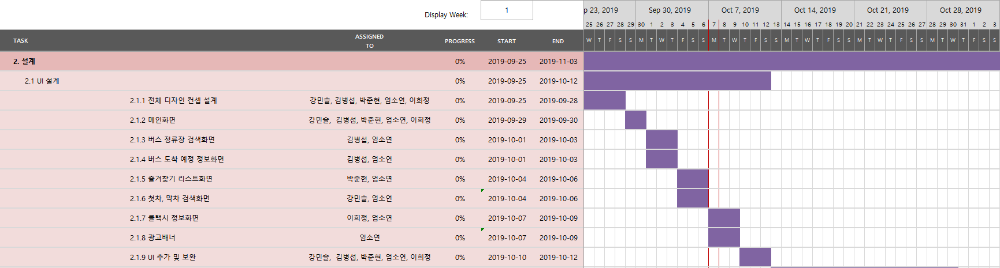 Display Week: 1 p 23, 2019 Sep 30, 2019 Oct 7, 2019 Oct 14, 2019 Oct 21, 2019 Oct 28, 2019
25 26 27 28 29 30 1 2 3 4 5 6 7 8 9 10 11 12 13 14 15 16 17 18 19 20 21 22 23 24 25 26 27 28 29 30 31 1 2 3
TASK ASSIGNED TO PROGRESS START END W T F S S M T W T F S S M T W T F S S M T W T F S S M T W T F S S M T W T F S S
2. 설계 0% 2019-09-25 2019-11-03
2.1 UI 설계 0% 2019-09-25 2019-10-12
2.1.1 전체 디자인 컨셉 설계 강민슬, 김병섭, 박준현, 엄소연, 이희정 0% 2019-09-25 2019-09-28
2.1.2 메인화면 강민슬, 김병섭, 박준현, 엄소연, 이희정 0% 2019-09-29 2019-09-30
2.1.3 버스 정류장 검색화면 김병섭, 엄소연 0% 2019-10-01 2019-10-03
2.1.4 버스 도착 예정 정보화면 김병섭, 엄소연 0% 2019-10-01 2019-10-03
2.1.5 즐겨찾기 리스트화면 박준현, 엄소연 0% 2019-10-04 2019-10-06
2.1.6 첫차, 막차 검색화면 강민슬, 엄소연 0% 2019-10-04 2019-10-06
2.1.7 콜택시 정보화면 이희정, 엄소연 0% 2019-10-07 2019-10-09
2.1.8 광고배너 엄소연 0% 2019-10-07 2019-10-09
2.1.9 UI 추가 및 보완 강민슬, 김병섭, 박준현, 엄소연, 이희정 0% 2019-10-10 2019-10-12